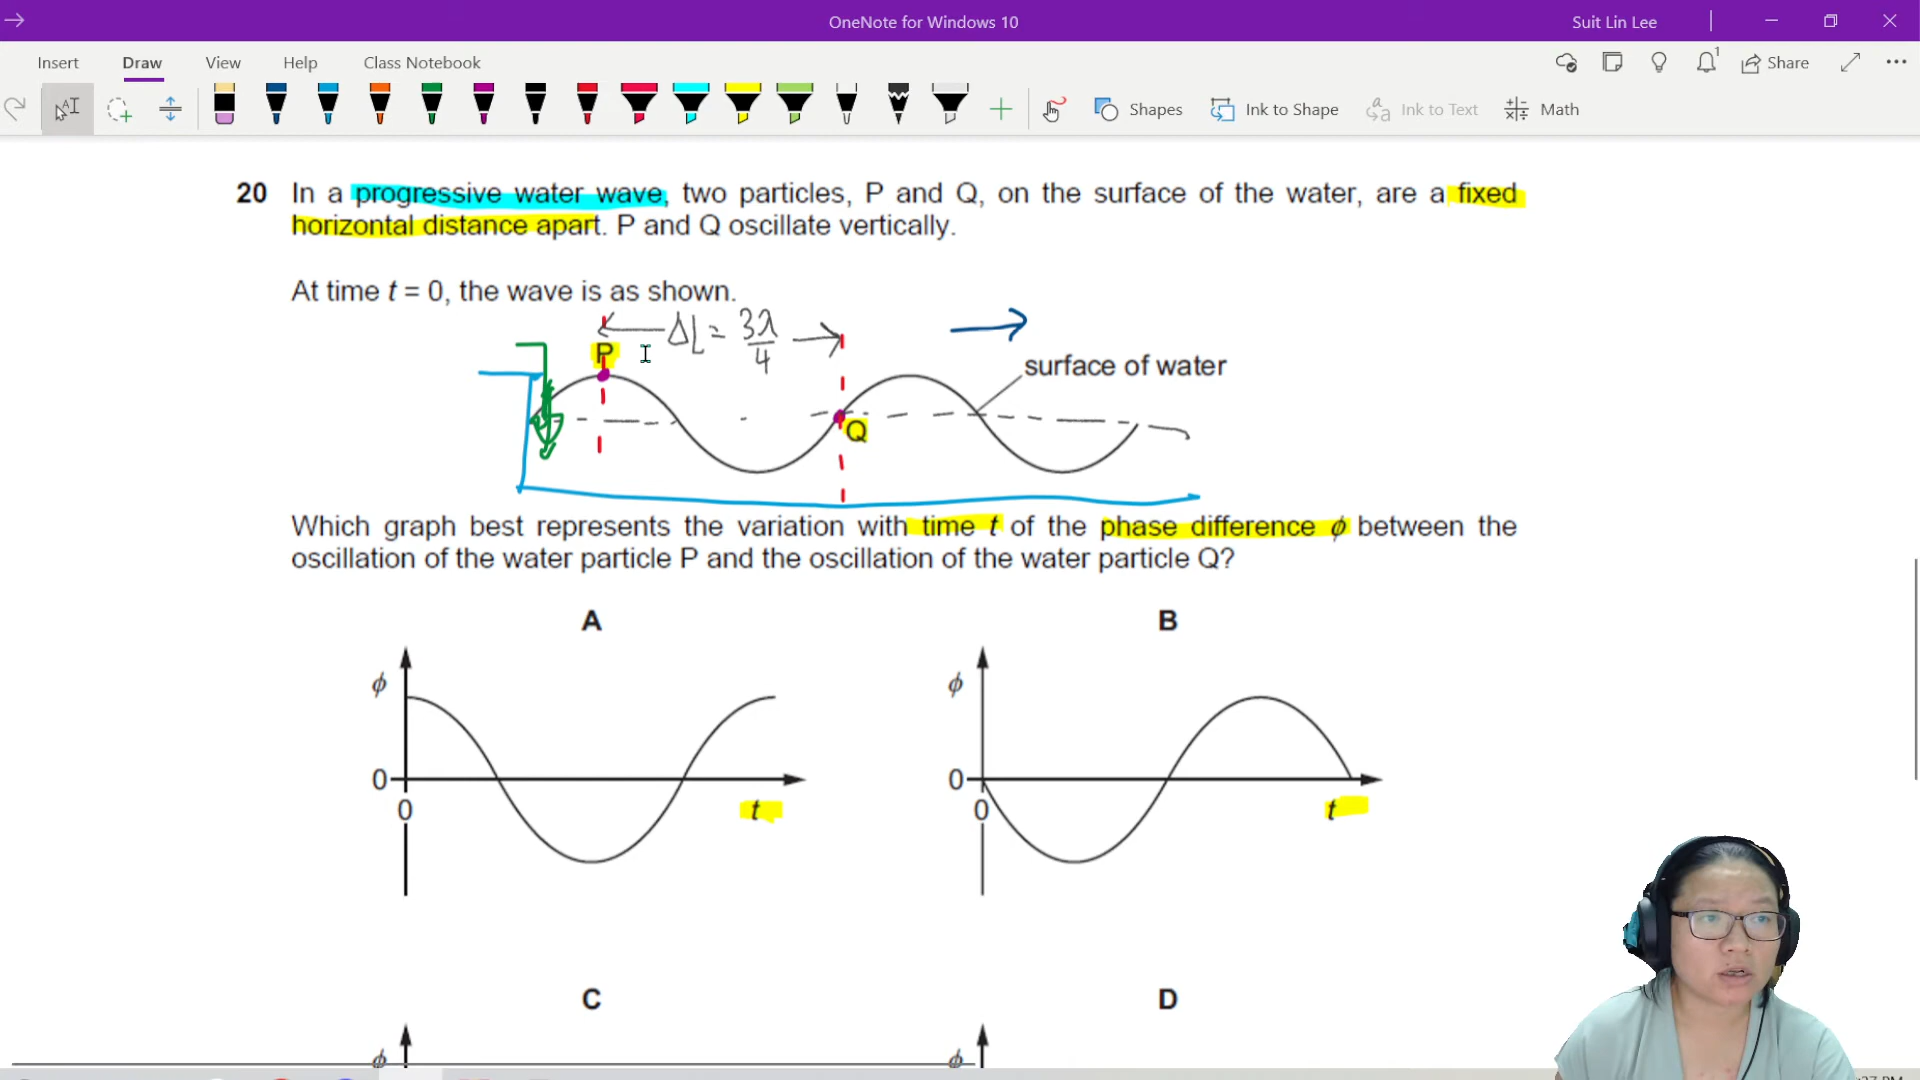 OneNote for Windows 10
Suit Lin Lee
Insert Draw View Help Class Notebook
1
Share
Shapes Ink to Shape Ink to Text Math
20 In a progressive water wave, two particles, P and Q, on the surface of the water, are a fixed
horizontal distance apart. P and Q oscillate vertically.
At time t = 0, the wave is as shown.
ΔL = 3λ/4
P
surface of water
Q
Which graph best represents the variation with time t of the phase difference ϕ between the
oscillation of the water particle P and the oscillation of the water particle Q?
A B
ϕ ϕ
0 0
0 t 0 t
C D
ϕ ϕ